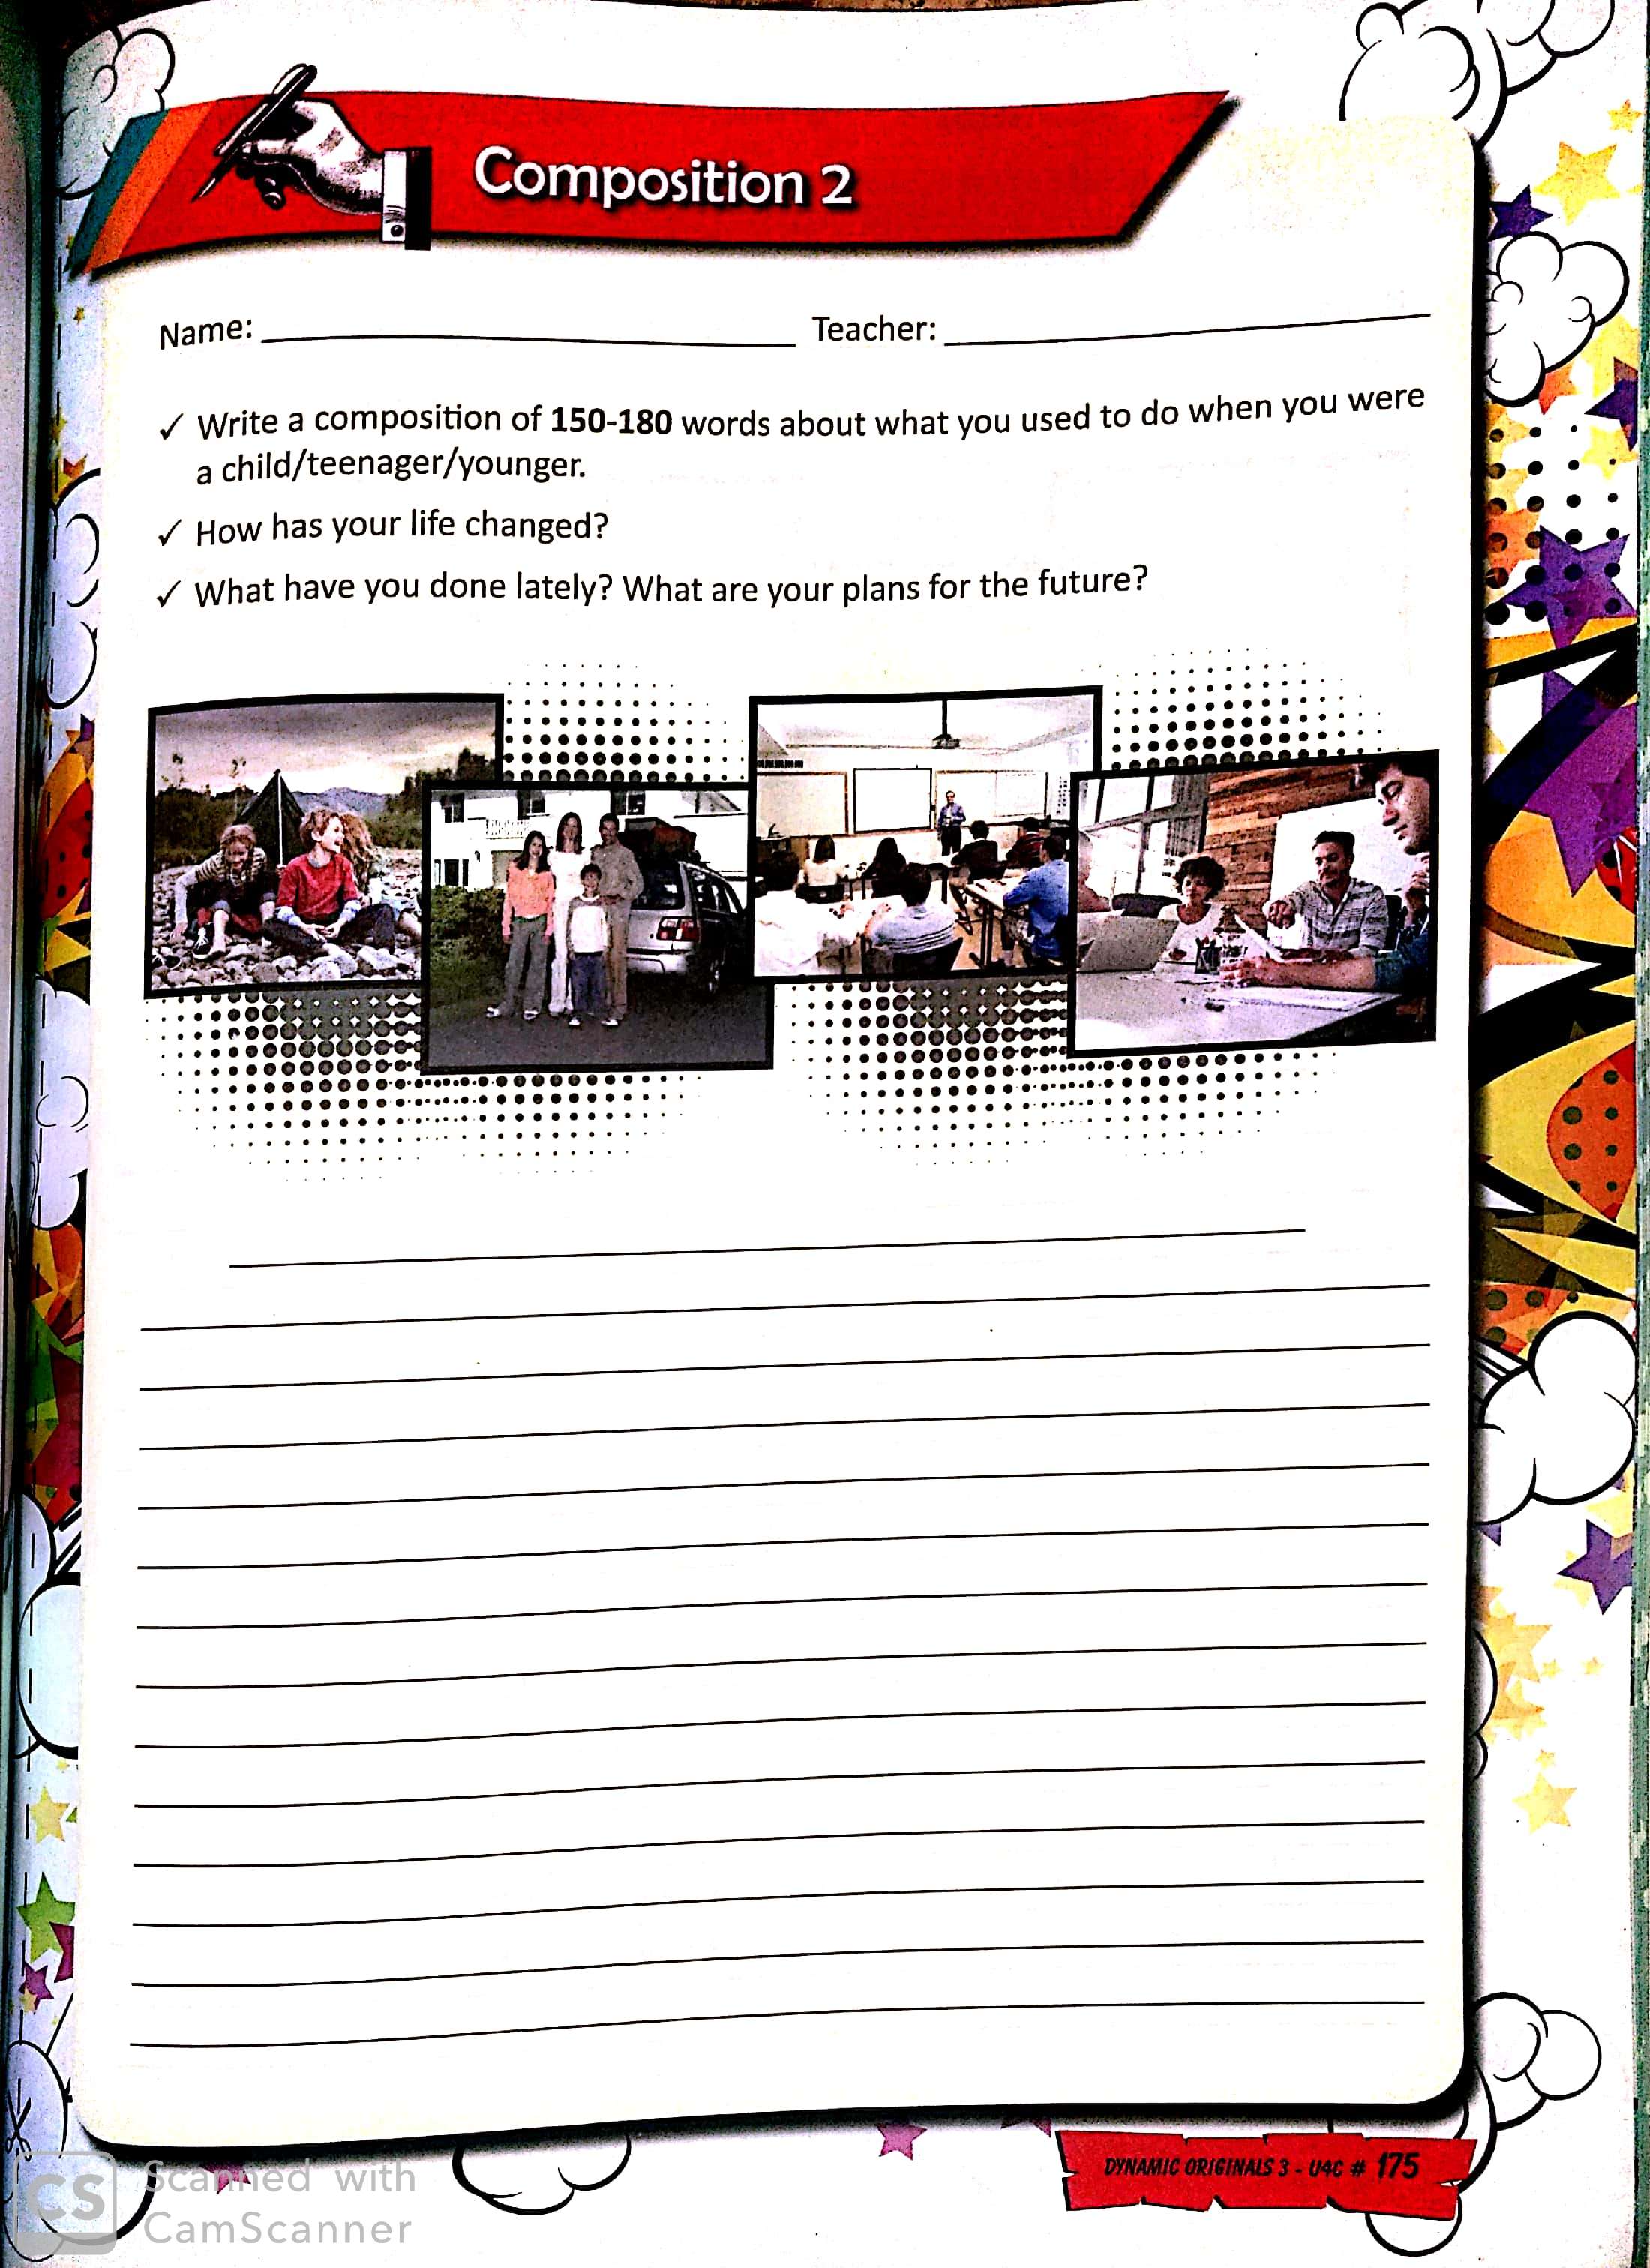 Composition 2
Name: Teacher:
✓ Write a composition of 150-180 words about what you used to do when you were
a child/teenager/younger.
✓ How has your life changed?
✓ What have you done lately? What are your plans for the future?
DYNAMIC ORIGINALS 3 - U4C # 175
CS Scanned with
CamScanner